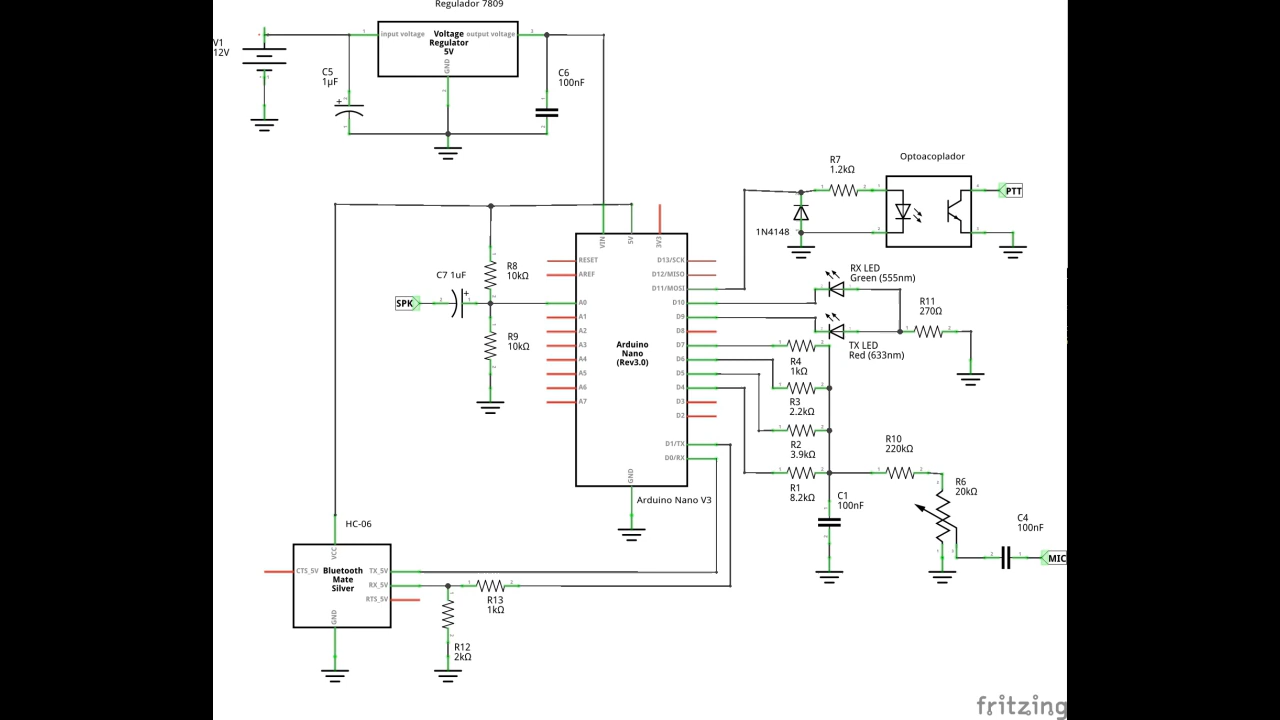 Regulador 7809
V1
12V
input voltage
Voltage
Regulator
5V
output voltage
GND
C5
1µF
C6
100nF
Optoacoplador
R7
1.2kΩ
PTT
1N4148
VIN
5V
3V3
RESET
AREF
A0
A1
A2
A3
A4
A5
A6
A7
D13/SCK
D12/MISO
D11/MOSI
D10
D9
D8
D7
D6
D5
D4
D3
D2
D1/TX
D0/RX
GND
Arduino
Nano
(Rev3.0)
Arduino Nano V3
C7 1uF
SPK
R8
10kΩ
R9
10kΩ
RX LED
Green (555nm)
TX LED
Red (633nm)
R11
270Ω
R4
1kΩ
R3
2.2kΩ
R2
3.9kΩ
R1
8.2kΩ
C1
100nF
R10
220kΩ
R6
20kΩ
C4
100nF
MIC
HC-06
VCC
CTS_5V
Bluetooth
Mate
Silver
TX_5V
RX_5V
RTS_5V
GND
R13
1kΩ
R12
2kΩ
fritzing